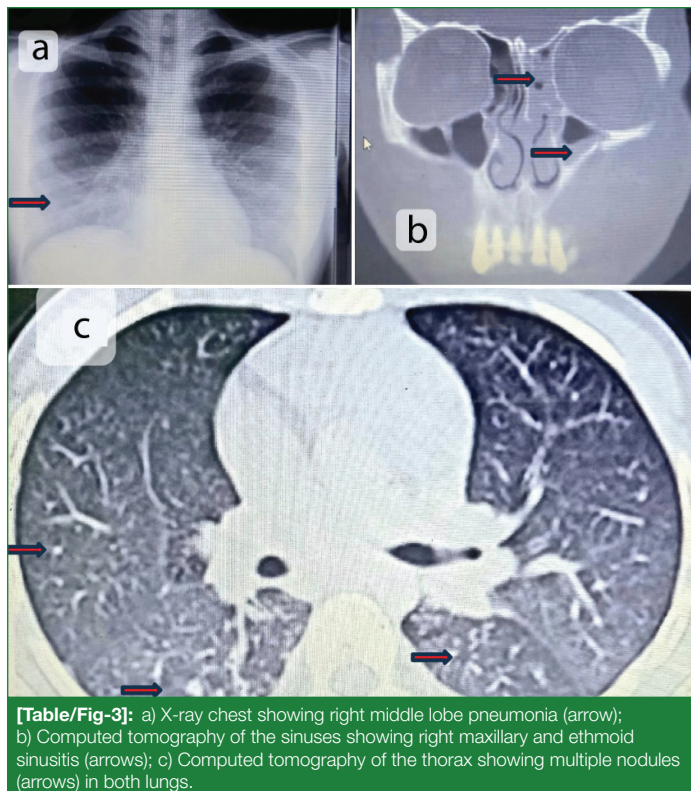 a
b
c
[Table/Fig-3]: a) X-ray chest showing right middle lobe pneumonia (arrow);
b) Computed tomography of the sinuses showing right maxillary and ethmoid
sinusitis (arrows); c) Computed tomography of the thorax showing multiple nodules
(arrows) in both lungs.